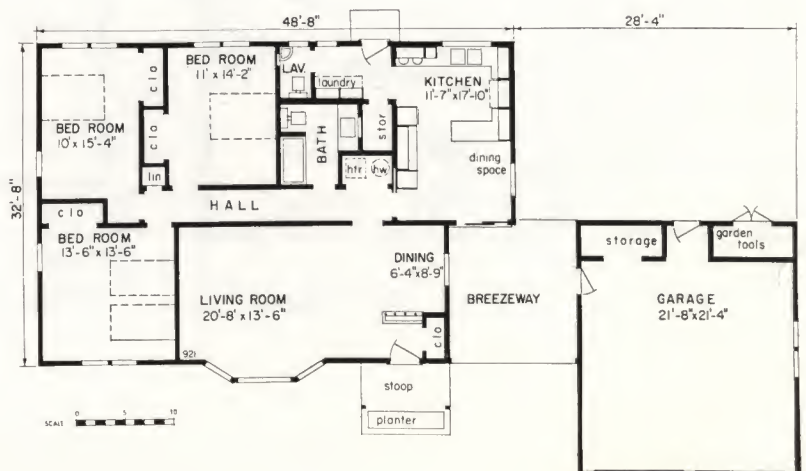 48'-8"
28'-4"
32'-8"
BED ROOM
10' x 15'-4"
clo
clo
lin
BED ROOM
11' x 14'-2"
LAV.
laundry
BATH
stor
htr
hw
KITCHEN
11'-7" x 17'-10"
dining
space
HALL
clo
BED ROOM
13'-6" x 13'-6"
LIVING ROOM
20'-8' x 13'-6"
DINING
6'-4" x 8'-9"
clo
921
BREEZEWAY
storage
garden
tools
GARAGE
21'-8" x 21'-4"
stoop
planter
SCALE
0 5 10